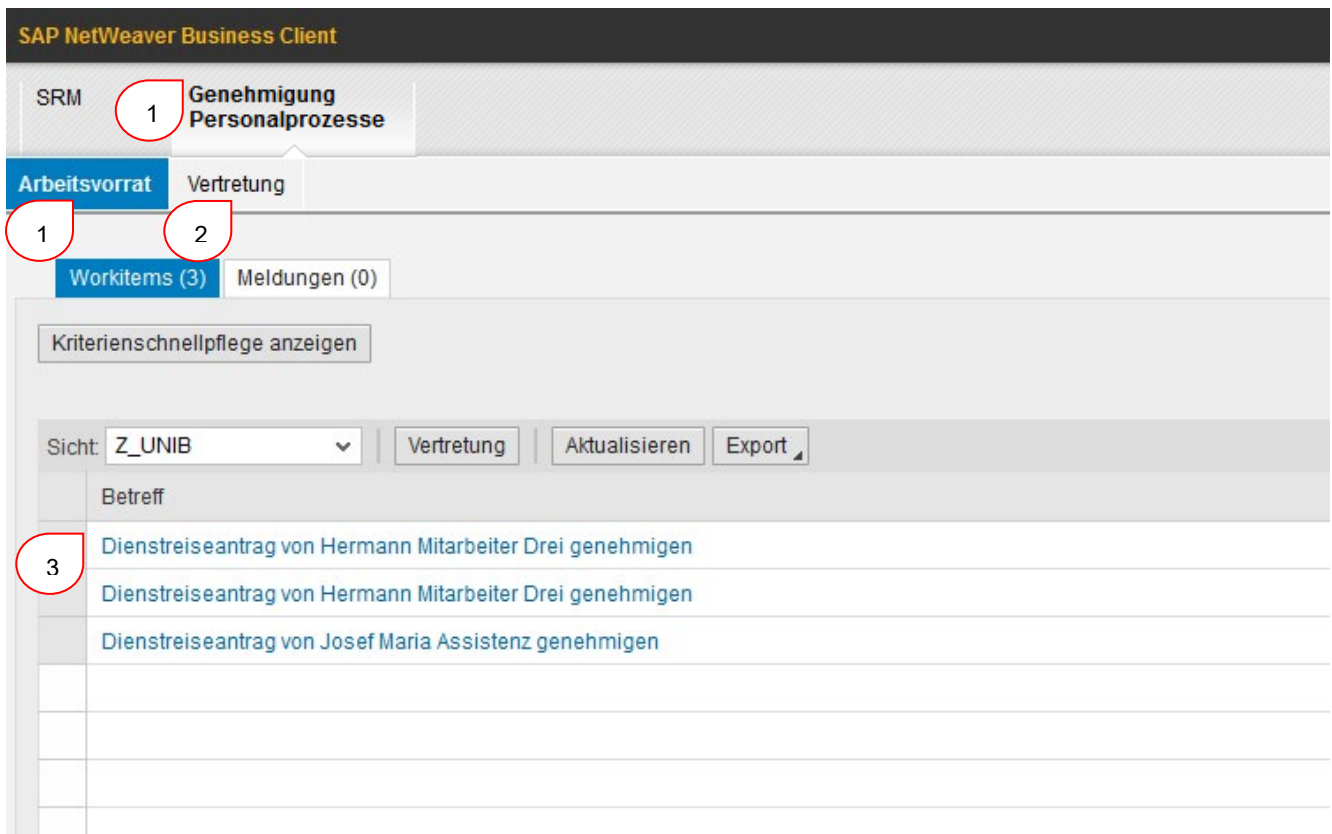 SAP NetWeaver Business Client
SRM
1
Genehmigung
Personalprozesse
Arbeitsvorrat Vertretung
1 2
Workitems (3) Meldungen (0)
Kriterienschnellpflege anzeigen
Sicht: Z_UNIB Vertretung Aktualisieren Export
Betreff
3
Dienstreiseantrag von Hermann Mitarbeiter Drei genehmigen
Dienstreiseantrag von Hermann Mitarbeiter Drei genehmigen
Dienstreiseantrag von Josef Maria Assistenz genehmigen